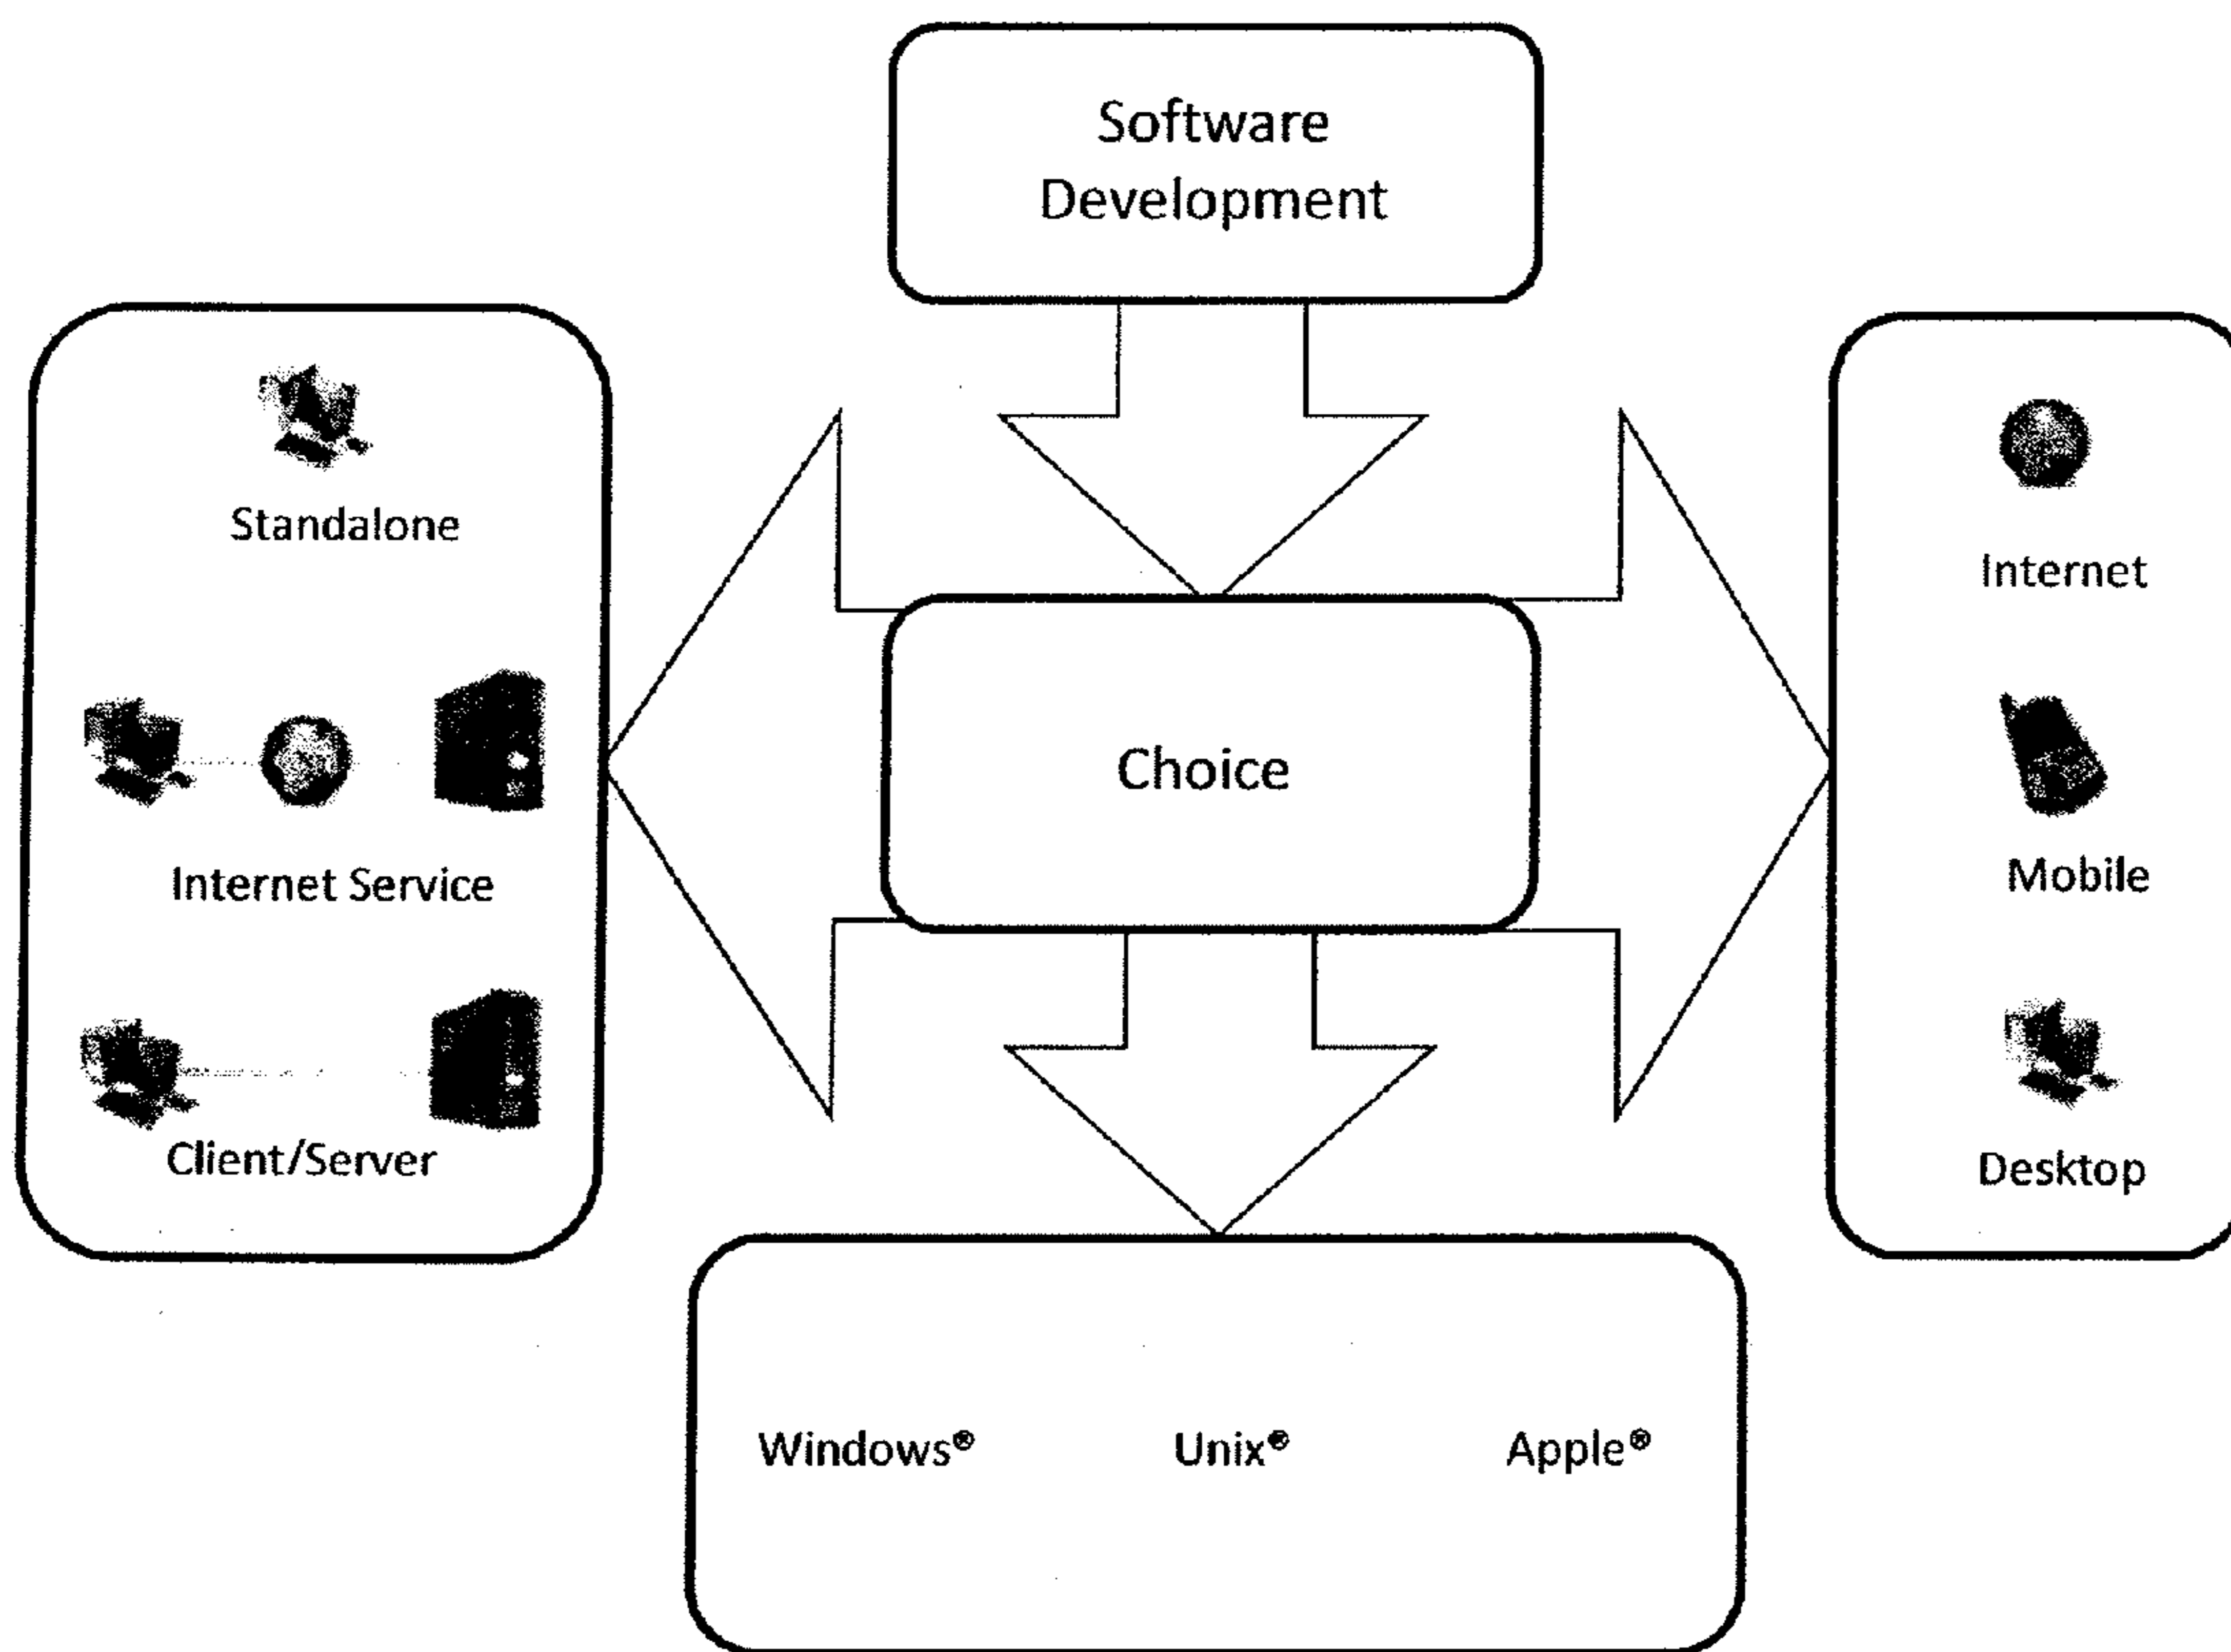 Software
Development
Standalone
Internet Service
Client/Server
Choice
Internet
Mobile
Desktop
Windows® Unix® Apple®